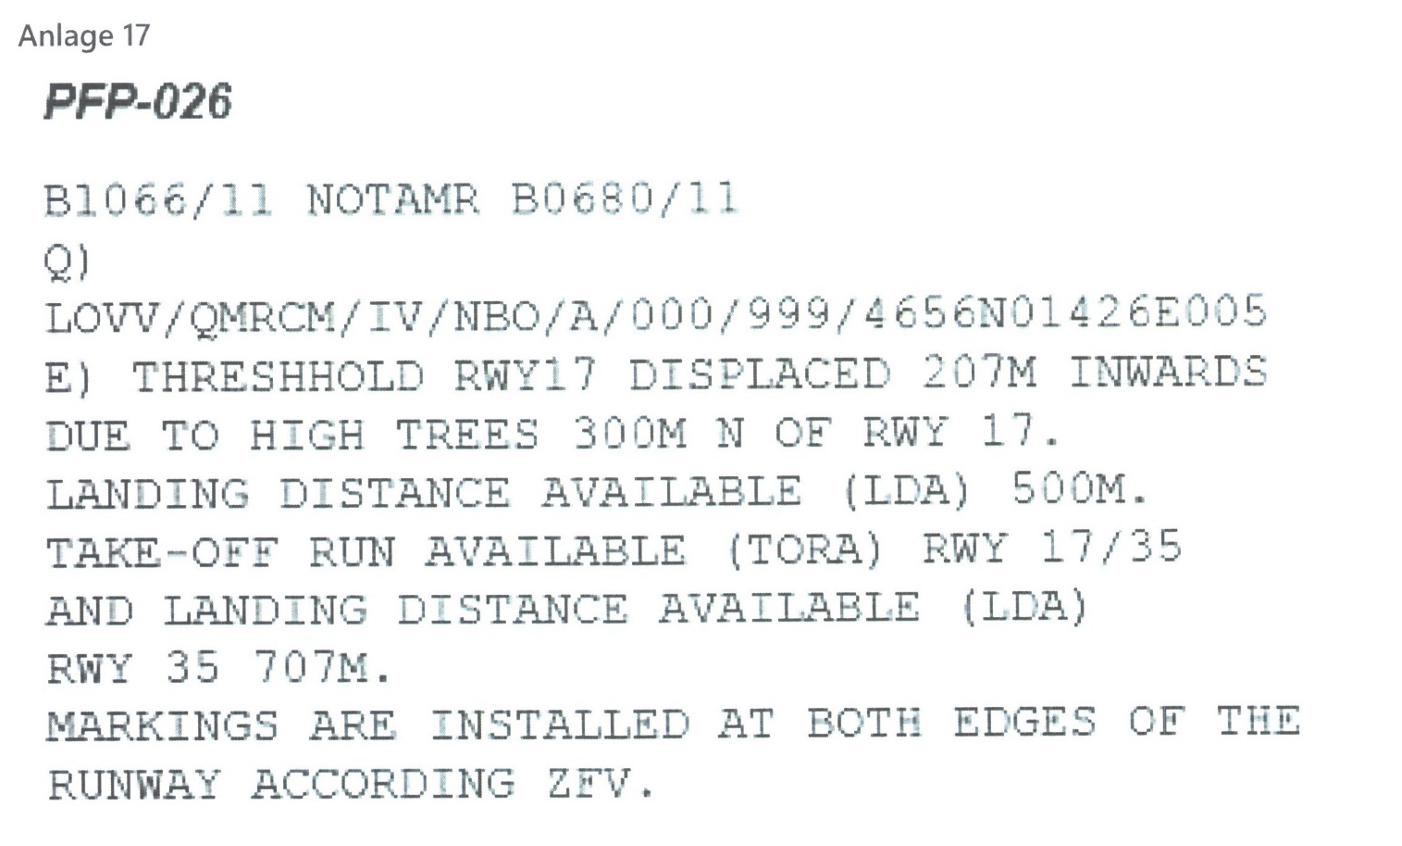 Anlage 17
PFP-026
B1066/11 NOTAMR B0680/11
Q)
LOVV/QMRCM/IV/NBO/A/000/999/4656N01426E005
E) THRESHHOLD RWY17 DISPLACED 207M INWARDS
DUE TO HIGH TREES 300M N OF RWY 17.
LANDING DISTANCE AVAILABLE (LDA) 500M.
TAKE-OFF RUN AVAILABLE (TORA) RWY 17/35
AND LANDING DISTANCE AVAILABLE (LDA)
RWY 35 707M.
MARKINGS ARE INSTALLED AT BOTH EDGES OF THE
RUNWAY ACCORDING ZFV.